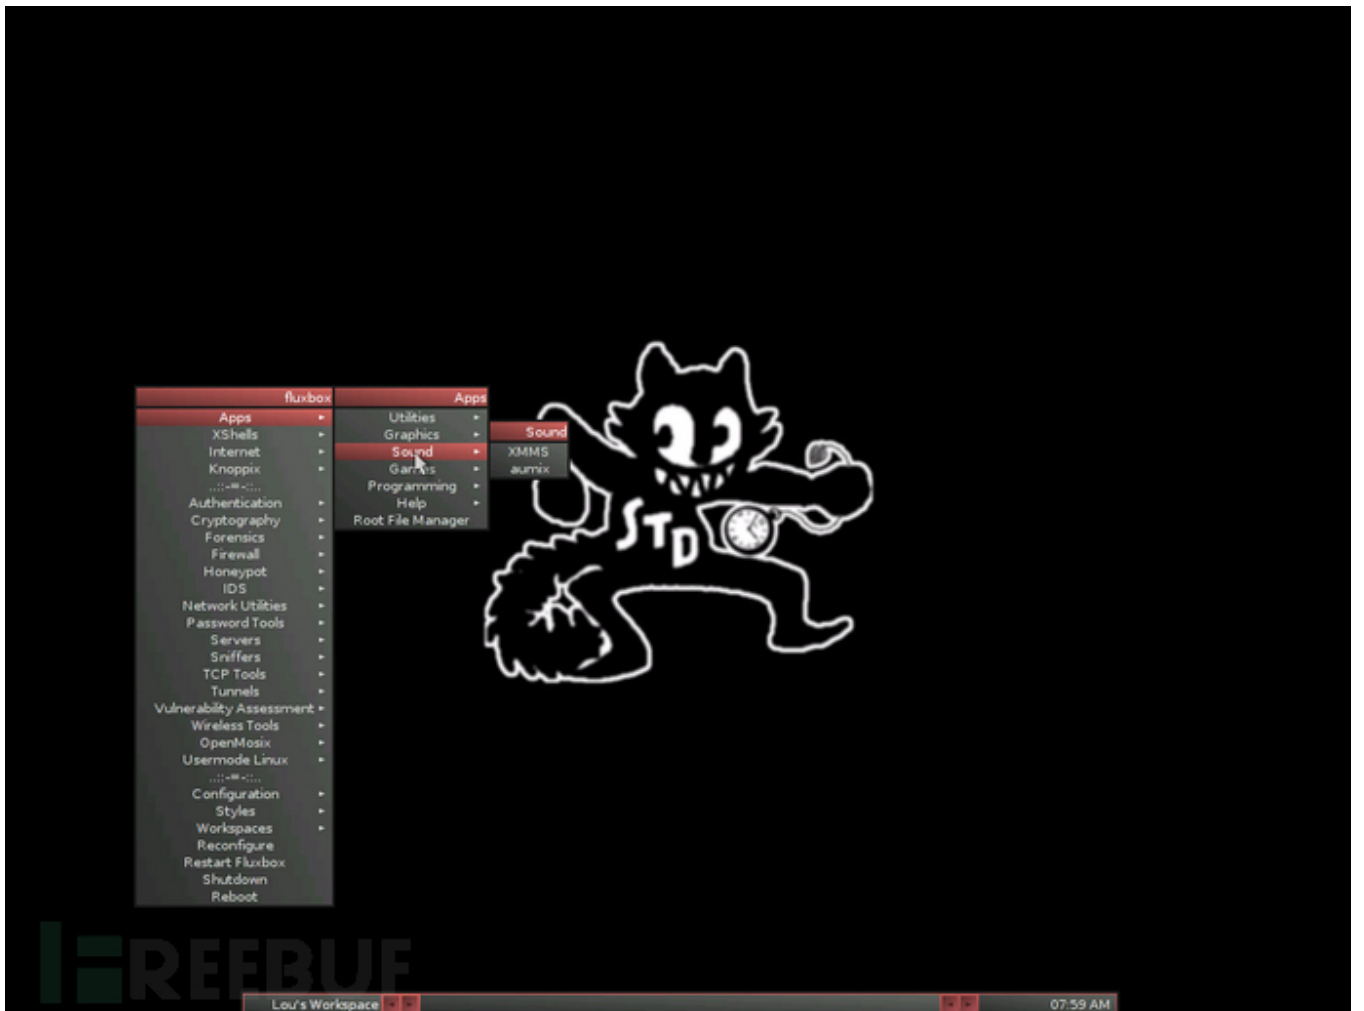 fluxbox
Apps
XShells
Internet
Knoppix
..::-=-::..
Authentication
Cryptography
Forensics
Firewall
Honeypot
IDS
Network Utilities
Password Tools
Servers
Sniffers
TCP Tools
Tunnels
Vulnerability Assessment
Wireless Tools
OpenMosix
Usermode Linux
..::-=-::..
Configuration
Styles
Workspaces
Reconfigure
Restart Fluxbox
Shutdown
Reboot
Apps
Utilities
Graphics
Sound
Games
Programming
Help
Root File Manager
Sound
XMMS
aumix
STD
FREEBUF
Lou's Workspace
07:59 AM